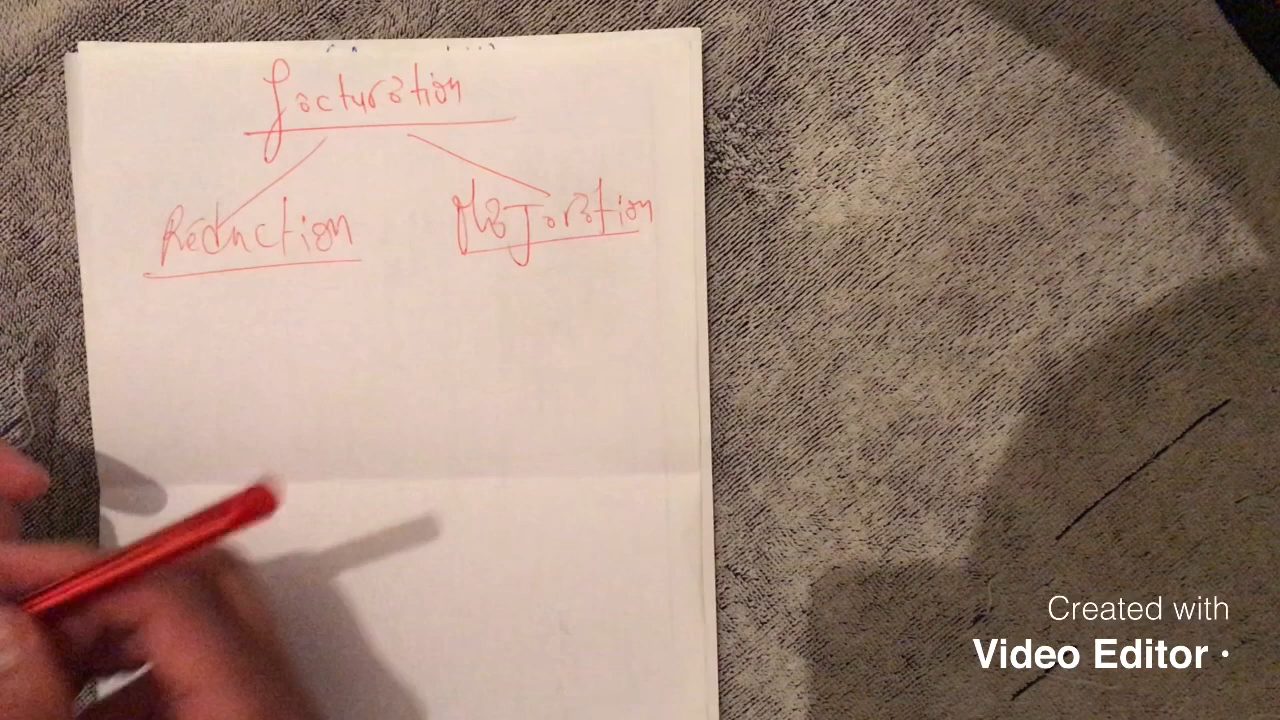 facturation
Reduction Majoration
Created with
Video Editor